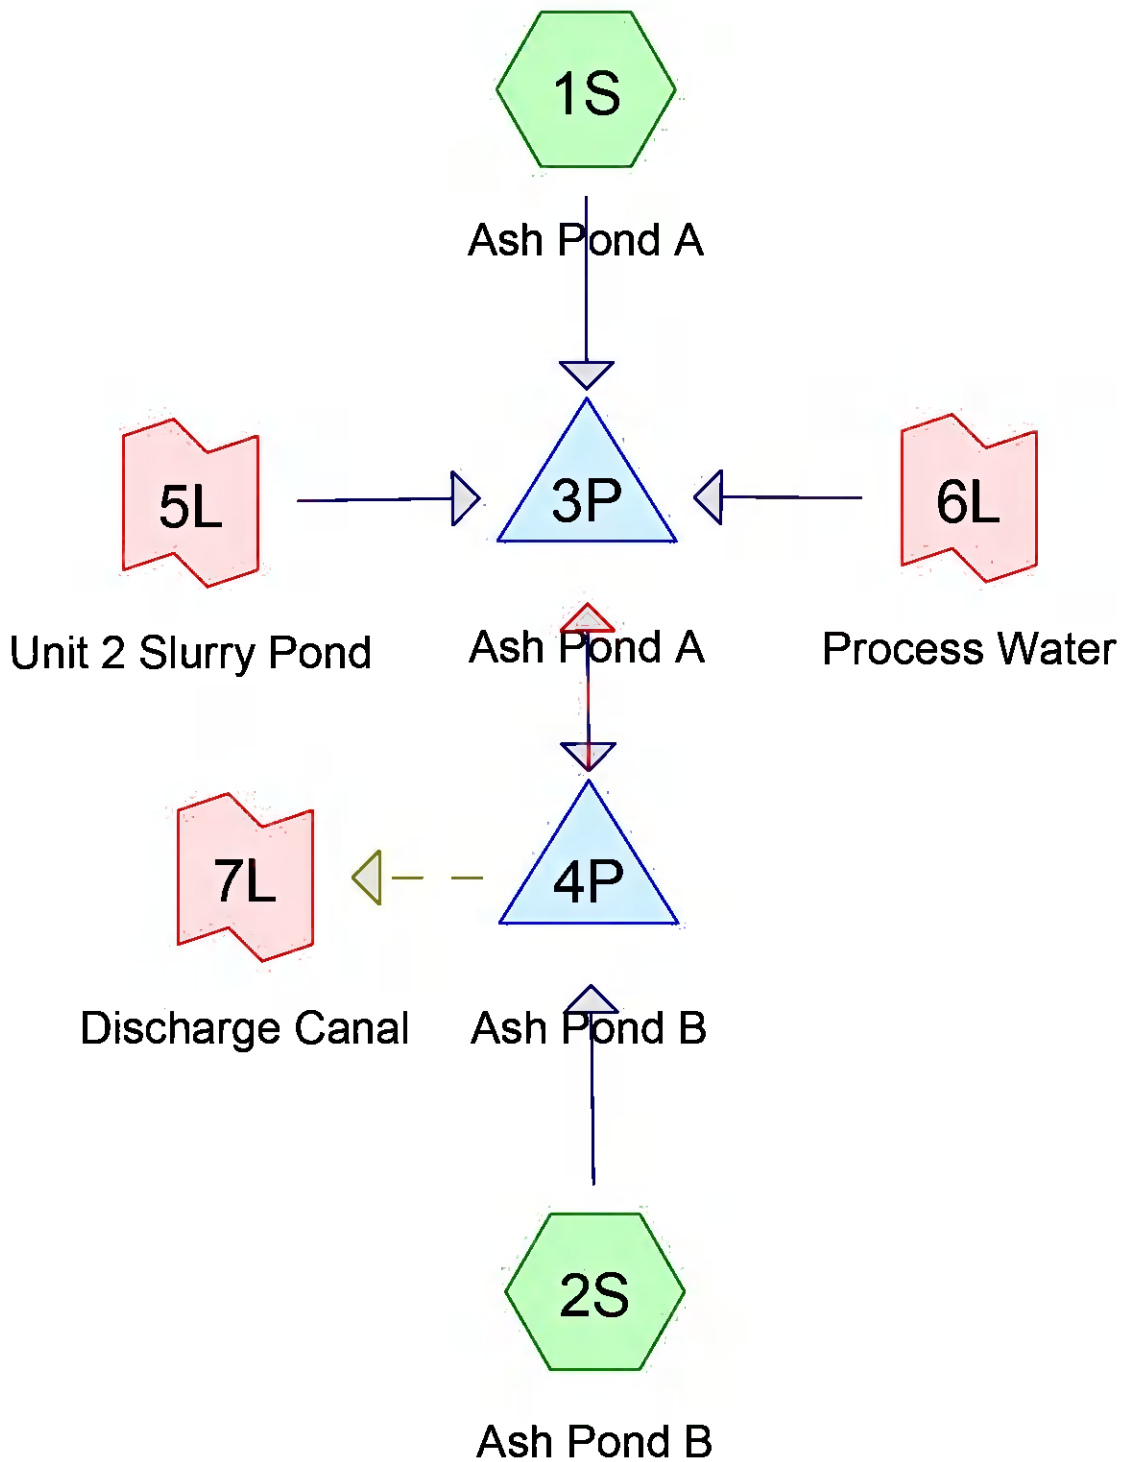 1S
Ash Pond A
5L
3P
6L
Unit 2 Slurry Pond
Ash Pond A
Process Water
7L
4P
Discharge Canal
Ash Pond B
2S
Ash Pond B